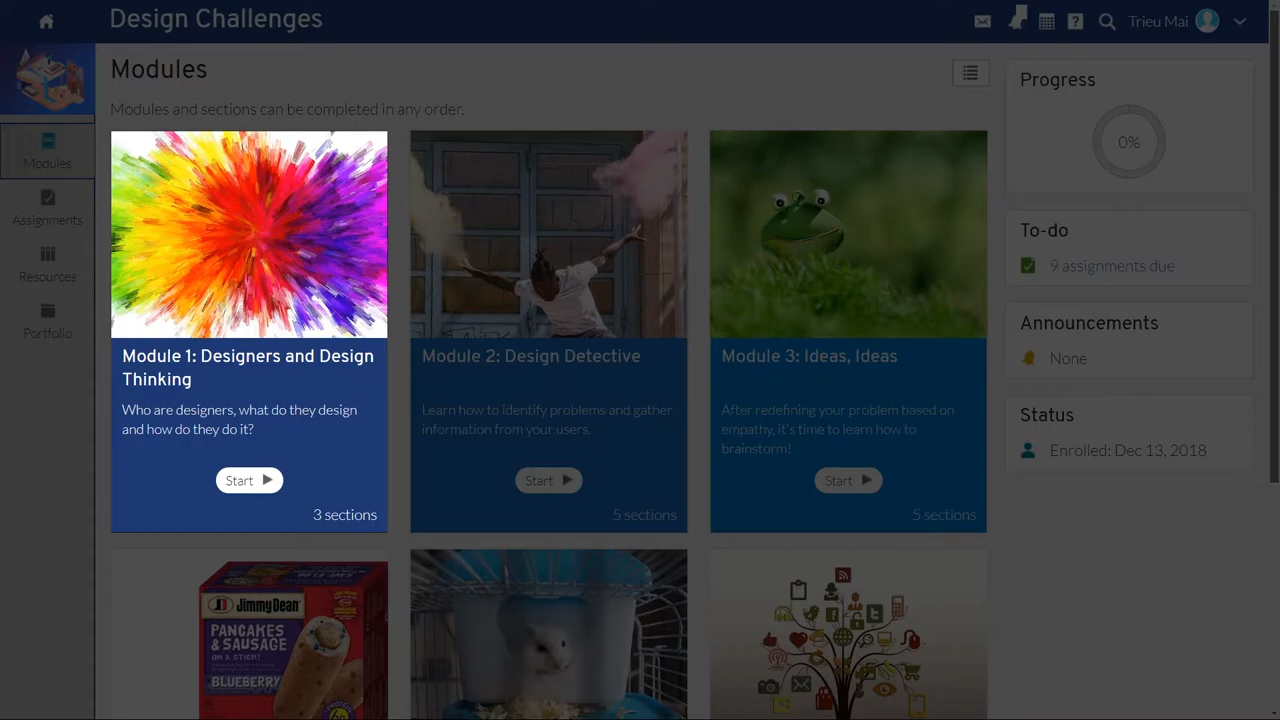 Design Challenges
Trieu Mai
Modules
Modules and sections can be completed in any order.
Modules
Assignments
Resources
Portfolio
Module 1: Designers and Design
Thinking
Who are designers, what do they design
and how do they do it?
Start
3 sections
Module 2: Design Detective
Learn how to identify problems and gather
information from your users.
Start
5 sections
Module 3: Ideas, Ideas
After redefining your problem based on
empathy, it's time to learn how to
brainstorm!
Start
5 sections
Progress
0%
To-do
9 assignments due
Announcements
None
Status
Enrolled: Dec 13, 2018
Jimmy Dean
PANCAKES
& SAUSAGE
ON A STICK!
BLUEBERRY